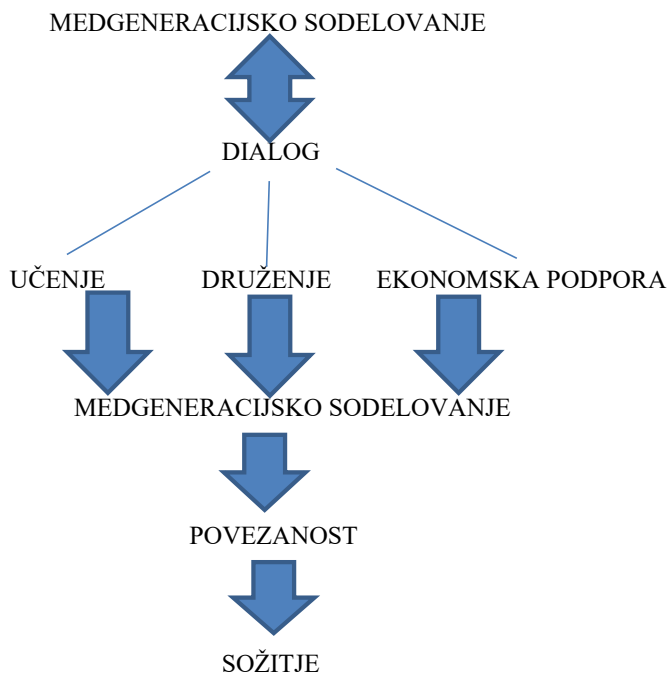 MEDGENERACIJSKO SODELOVANJE
DIALOG
UČENJE
DRUŽENJE
EKONOMSKA PODPORA
MEDGENERACIJSKO SODELOVANJE
POVEZANOST
SOŽITJE